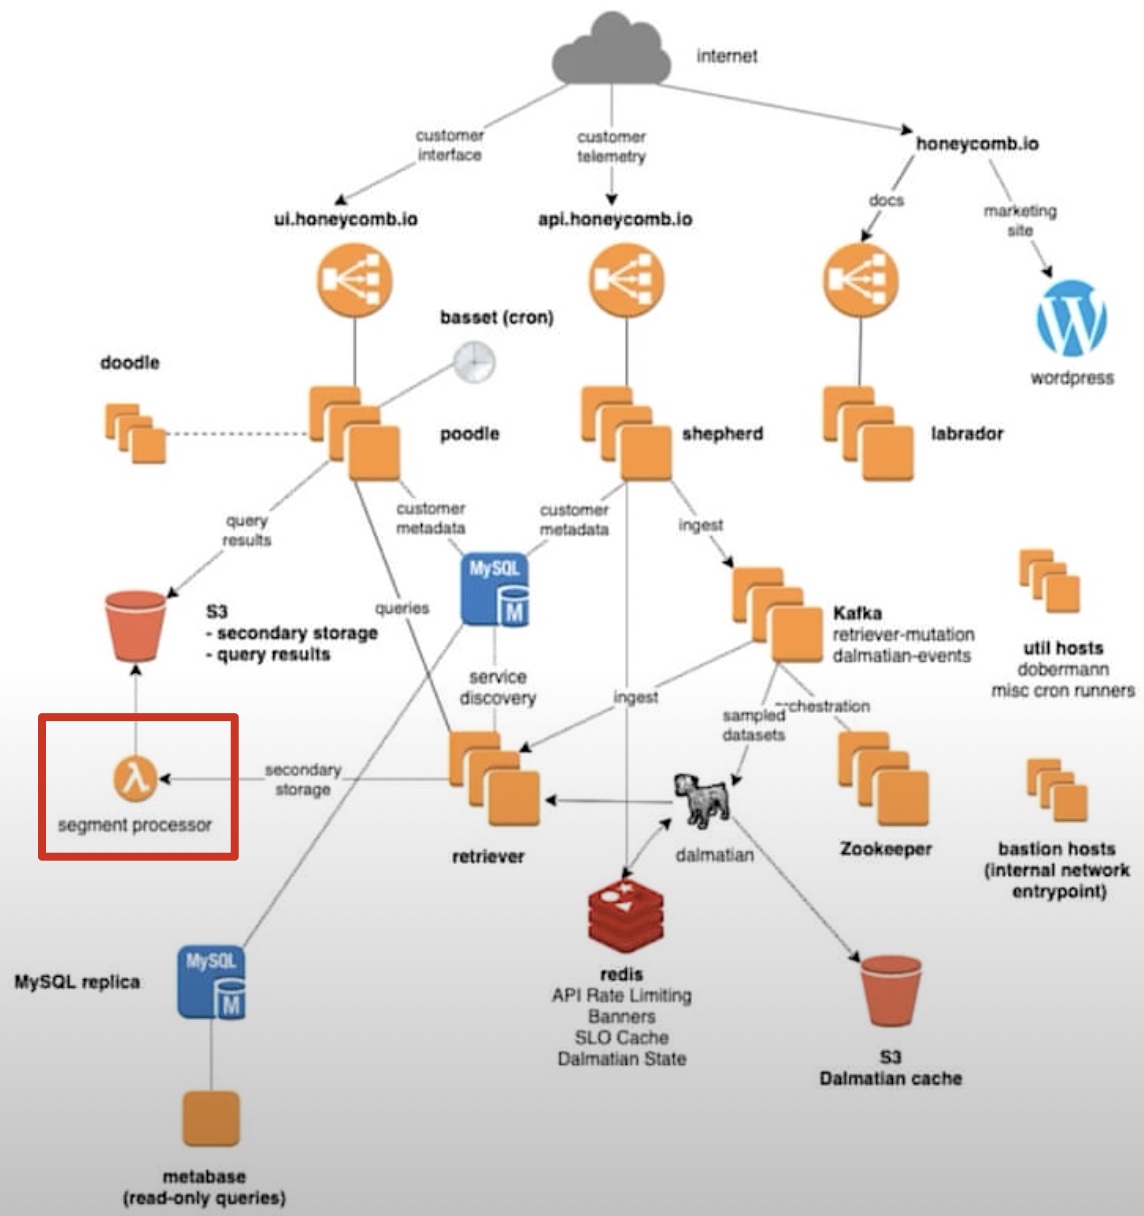 internet
customer
interface
customer
telemetry
honeycomb.io
docs
marketing
site
ui.honeycomb.io
api.honeycomb.io
basset (cron)
doodle
wordpress
poodle
shepherd
labrador
query
results
customer
metadata
customer
metadata
ingest
MySQL
M
S3
- secondary storage
- query results
queries
Kafka
retriever-mutation
dalmatian-events
util hosts
dobermann
misc cron runners
service
discovery
ingest
sampled
datasets
secondary
storage
λ
segment processor
retriever
dalmatian
Zookeeper
bastion hosts
(internal network
entrypoint)
MySQL
M
MySQL replica
redis
API Rate Limiting
Banners
SLO Cache
Dalmatian State
S3
Dalmatian cache
metabase
(read-only queries)